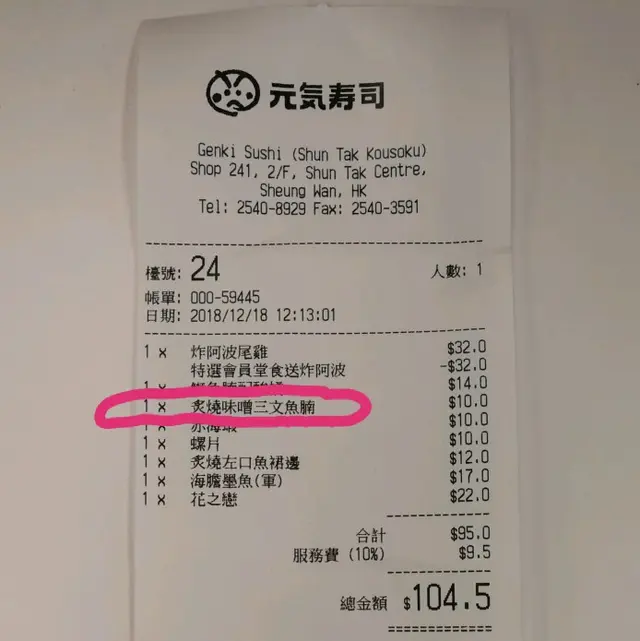 元気寿司
Genki Sushi (Shun Tak Kousoku)
Shop 241, 2/F, Shun Tak Centre,
Sheung Wan, HK
Tel: 2540-8929 Fax: 2540-3591
檯號: 24 人數: 1
帳單: 000-59445
日期: 2018/12/18 12:13:01
1 x 炸阿波尾雞 $32.0
特選會員堂食送炸阿波 -$32.0
1 x $14.0
1 x 炙燒味噌三文魚腩 $10.0
1 x 赤海蝦 $10.0
1 x 螺片 $10.0
1 x 炙燒左口魚裙邊 $12.0
1 x 海膽墨魚(軍) $17.0
1 x 花之戀 $22.0
合計 $95.0
服務費 (10%) $9.5
總金額 $104.5